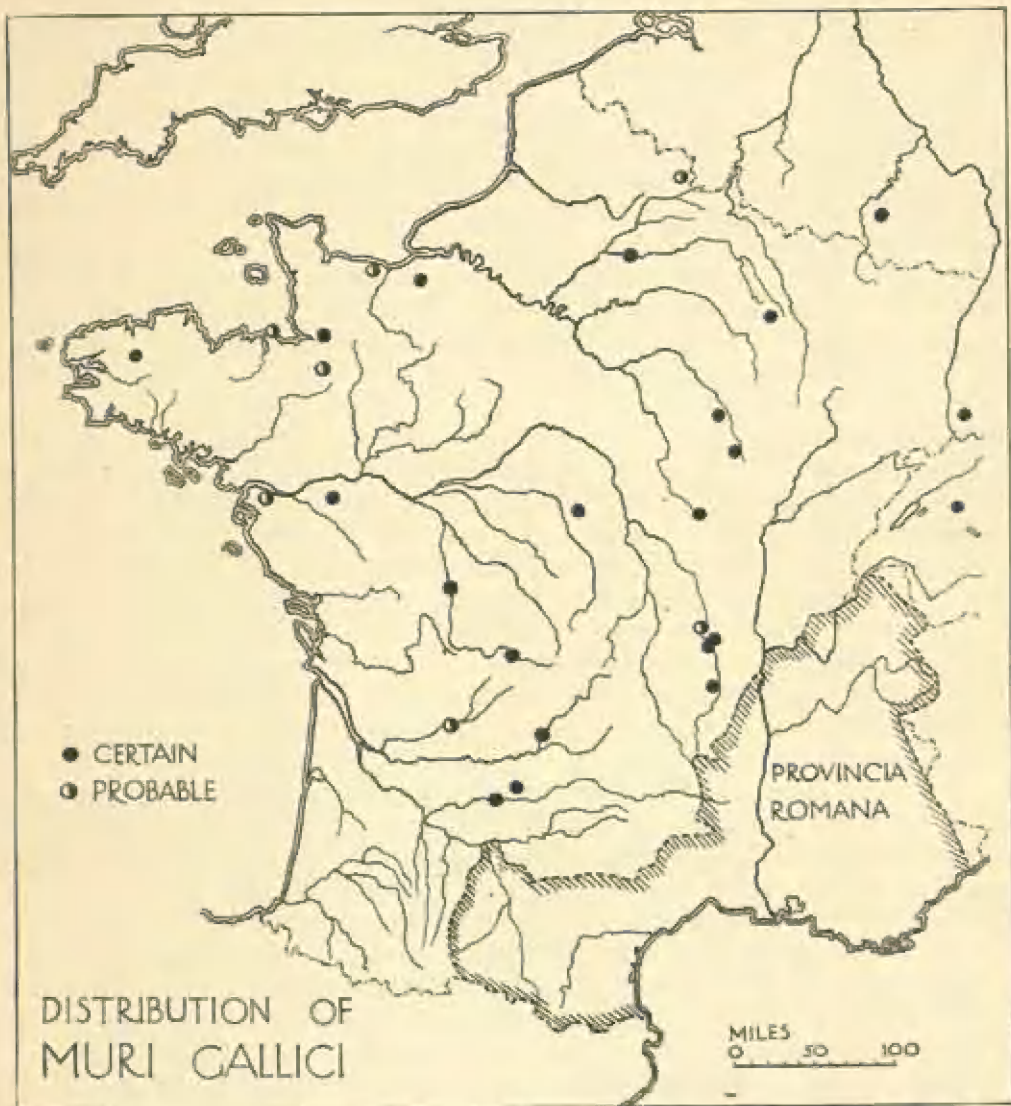 CERTAIN
PROBABLE
PROVINCIA
ROMANA
DISTRIBUTION OF
MURI GALLICI
MILES
0 50 100